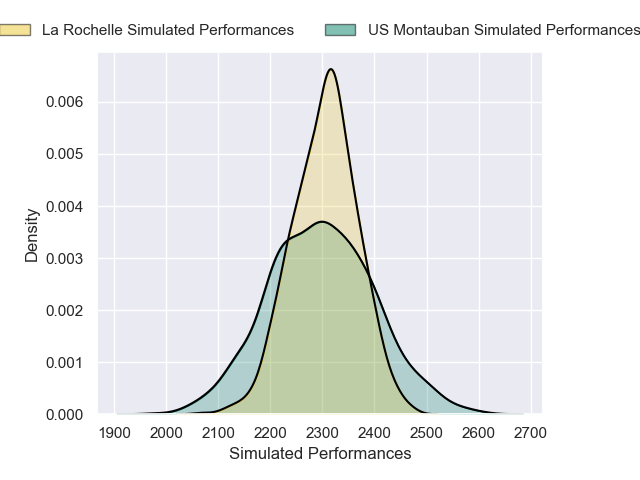 La Rochelle Simulated Performances US Montauban Simulated Performances
0.006
0.005
0.004
0.003
0.002
0.001
0.000
Density
1900 2000 2100 2200 2300 2400 2500 2600 2700
Simulated Performances